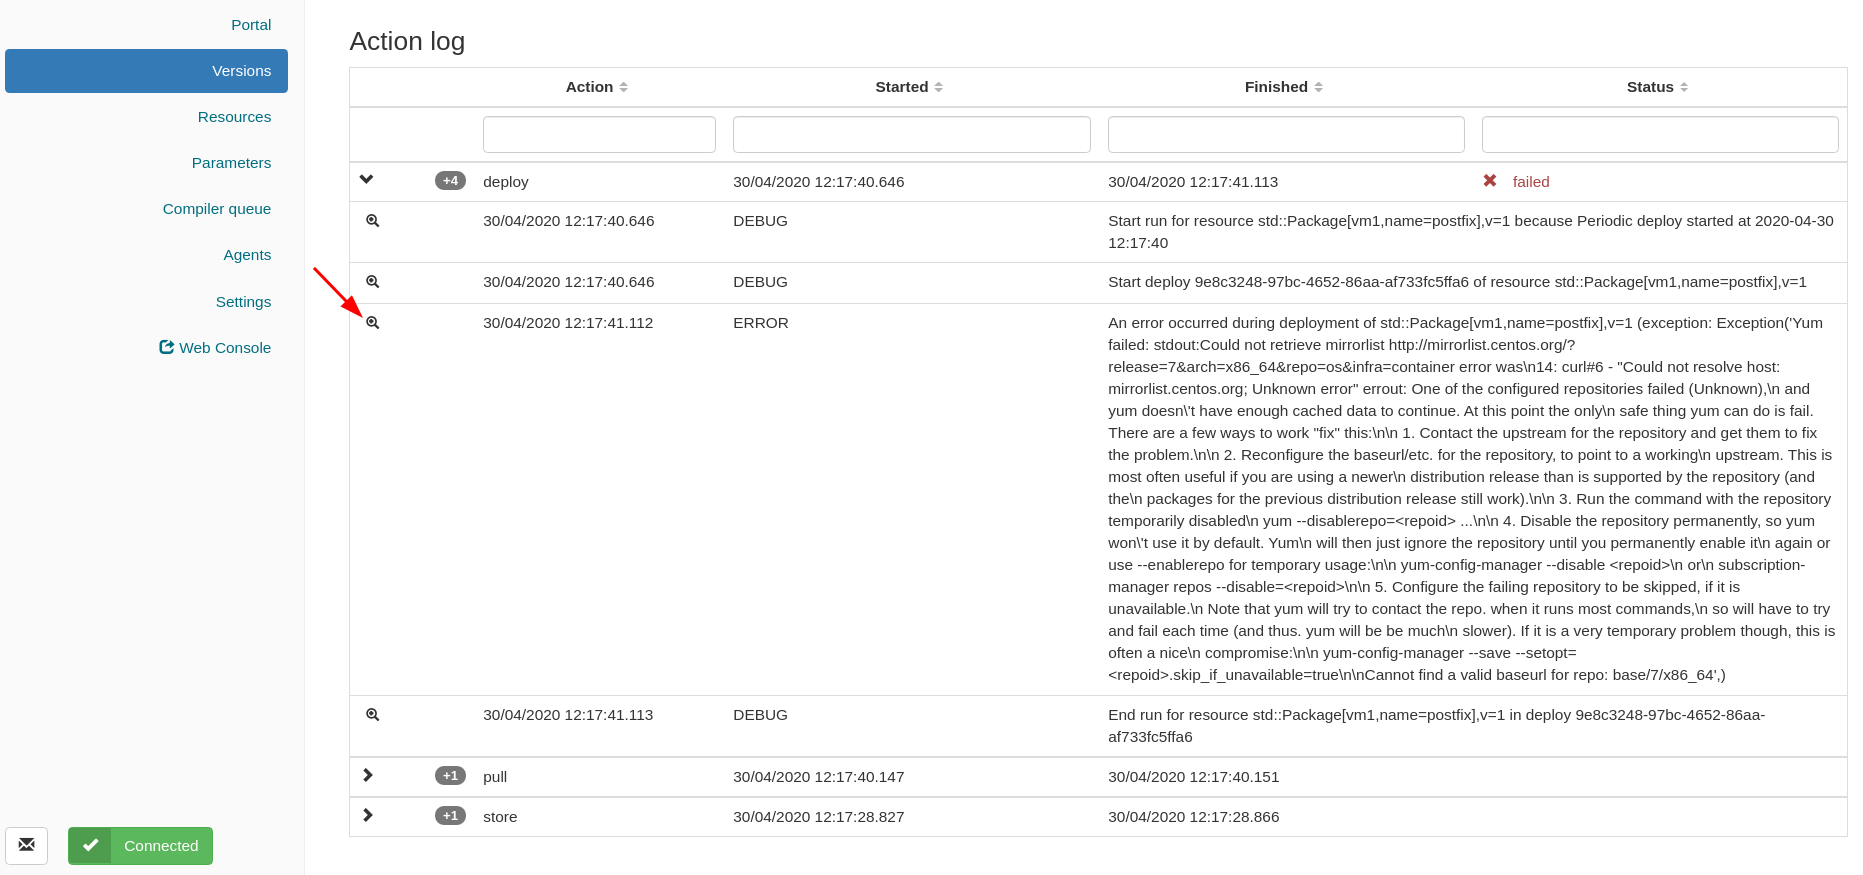 Portal
Versions
Resources
Parameters
Compiler queue
Agents
Settings
Web Console
Connected
Action log
Action Started Finished Status
+4 deploy 30/04/2020 12:17:40.646 30/04/2020 12:17:41.113 failed
30/04/2020 12:17:40.646 DEBUG Start run for resource std::Package[vm1,name=postfix],v=1 because Periodic deploy started at 2020-04-30
12:17:40
30/04/2020 12:17:40.646 DEBUG Start deploy 9e8c3248-97bc-4652-86aa-af733fc5ffa6 of resource std::Package[vm1,name=postfix],v=1
30/04/2020 12:17:41.112 ERROR An error occurred during deployment of std::Package[vm1,name=postfix],v=1 (exception: Exception('Yum
failed: stdout:Could not retrieve mirrorlist http://mirrorlist.centos.org/?
release=7&arch=x86_64&repo=os&infra=container error was\n14: curl#6 - "Could not resolve host:
mirrorlist.centos.org; Unknown error" errout: One of the configured repositories failed (Unknown),\n and
yum doesn\'t have enough cached data to continue. At this point the only\n safe thing yum can do is fail.
There are a few ways to work "fix" this:\n\n 1. Contact the upstream for the repository and get them to fix
the problem.\n\n 2. Reconfigure the baseurl/etc. for the repository, to point to a working\n upstream. This is
most often useful if you are using a newer\n distribution release than is supported by the repository (and
the\n packages for the previous distribution release still work).\n\n 3. Run the command with the repository
temporarily disabled\n yum --disablerepo=<repoid> ...\n\n 4. Disable the repository permanently, so yum
won\'t use it by default. Yum\n will then just ignore the repository until you permanently enable it\n again or
use --enablerepo for temporary usage:\n\n yum-config-manager --disable <repoid>\n or\n subscription-
manager repos --disable=<repoid>\n\n 5. Configure the failing repository to be skipped, if it is
unavailable.\n Note that yum will try to contact the repo. when it runs most commands,\n so will have to try
and fail each time (and thus. yum will be be much\n slower). If it is a very temporary problem though, this is
often a nice\n compromise:\n\n yum-config-manager --save --setopt=
<repoid>.skip_if_unavailable=true\n\nCannot find a valid baseurl for repo: base/7/x86_64',)
30/04/2020 12:17:41.113 DEBUG End run for resource std::Package[vm1,name=postfix],v=1 in deploy 9e8c3248-97bc-4652-86aa-
af733fc5ffa6
+1 pull 30/04/2020 12:17:40.147 30/04/2020 12:17:40.151
+1 store 30/04/2020 12:17:28.827 30/04/2020 12:17:28.866